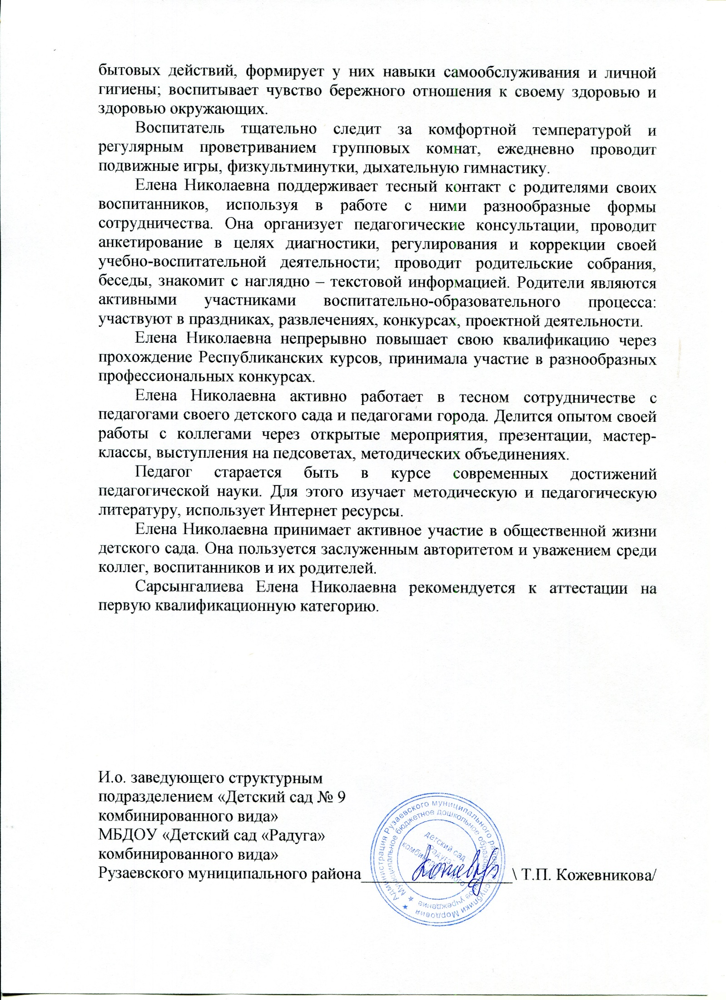 бытовых действий, формирует у них навыки самообслуживания и личной
гигиены; воспитывает чувство бережного отношения к своему здоровью и
здоровью окружающих.
Воспитатель тщательно следит за комфортной температурой и
регулярным проветриванием групповых комнат, ежедневно проводит
подвижные игры, физкультминутки, дыхательную гимнастику.
Елена Николаевна поддерживает тесный контакт с родителями своих
воспитанников, используя в работе с ними разнообразные формы
сотрудничества. Она организует педагогические консультации, проводит
анкетирование в целях диагностики, регулирования и коррекции своей
учебно-воспитательной деятельности; проводит родительские собрания,
беседы, знакомит с наглядно – текстовой информацией. Родители являются
активными участниками воспитательно-образовательного процесса:
участвуют в праздниках, развлечениях, конкурсах, проектной деятельности.
Елена Николаевна непрерывно повышает свою квалификацию через
прохождение Республиканских курсов, принимала участие в разнообразных
профессиональных конкурсах.
Елена Николаевна активно работает в тесном сотрудничестве с
педагогами своего детского сада и педагогами города. Делится опытом своей
работы с коллегами через открытые мероприятия, презентации, мастер-
классы, выступления на педсоветах, методических объединениях.
Педагог старается быть в курсе современных достижений
педагогической науки. Для этого изучает методическую и педагогическую
литературу, использует Интернет ресурсы.
Елена Николаевна принимает активное участие в общественной жизни
детского сада. Она пользуется заслуженным авторитетом и уважением среди
коллег, воспитанников и их родителей.
Сарсынгалиева Елена Николаевна рекомендуется к аттестации на
первую квалификационную категорию.
И.о. заведующего структурным
подразделением «Детский сад № 9
комбинированного вида»
МБДОУ «Детский сад «Радуга»
комбинированного вида»
Рузаевского муниципального района__________________\ Т.П. Кожевникова/
Администрация Рузаевского муниципального района Республики Мордовия
Муниципальное бюджетное дошкольное образовательное учреждение
детский сад
"Радуга"
комбинированного